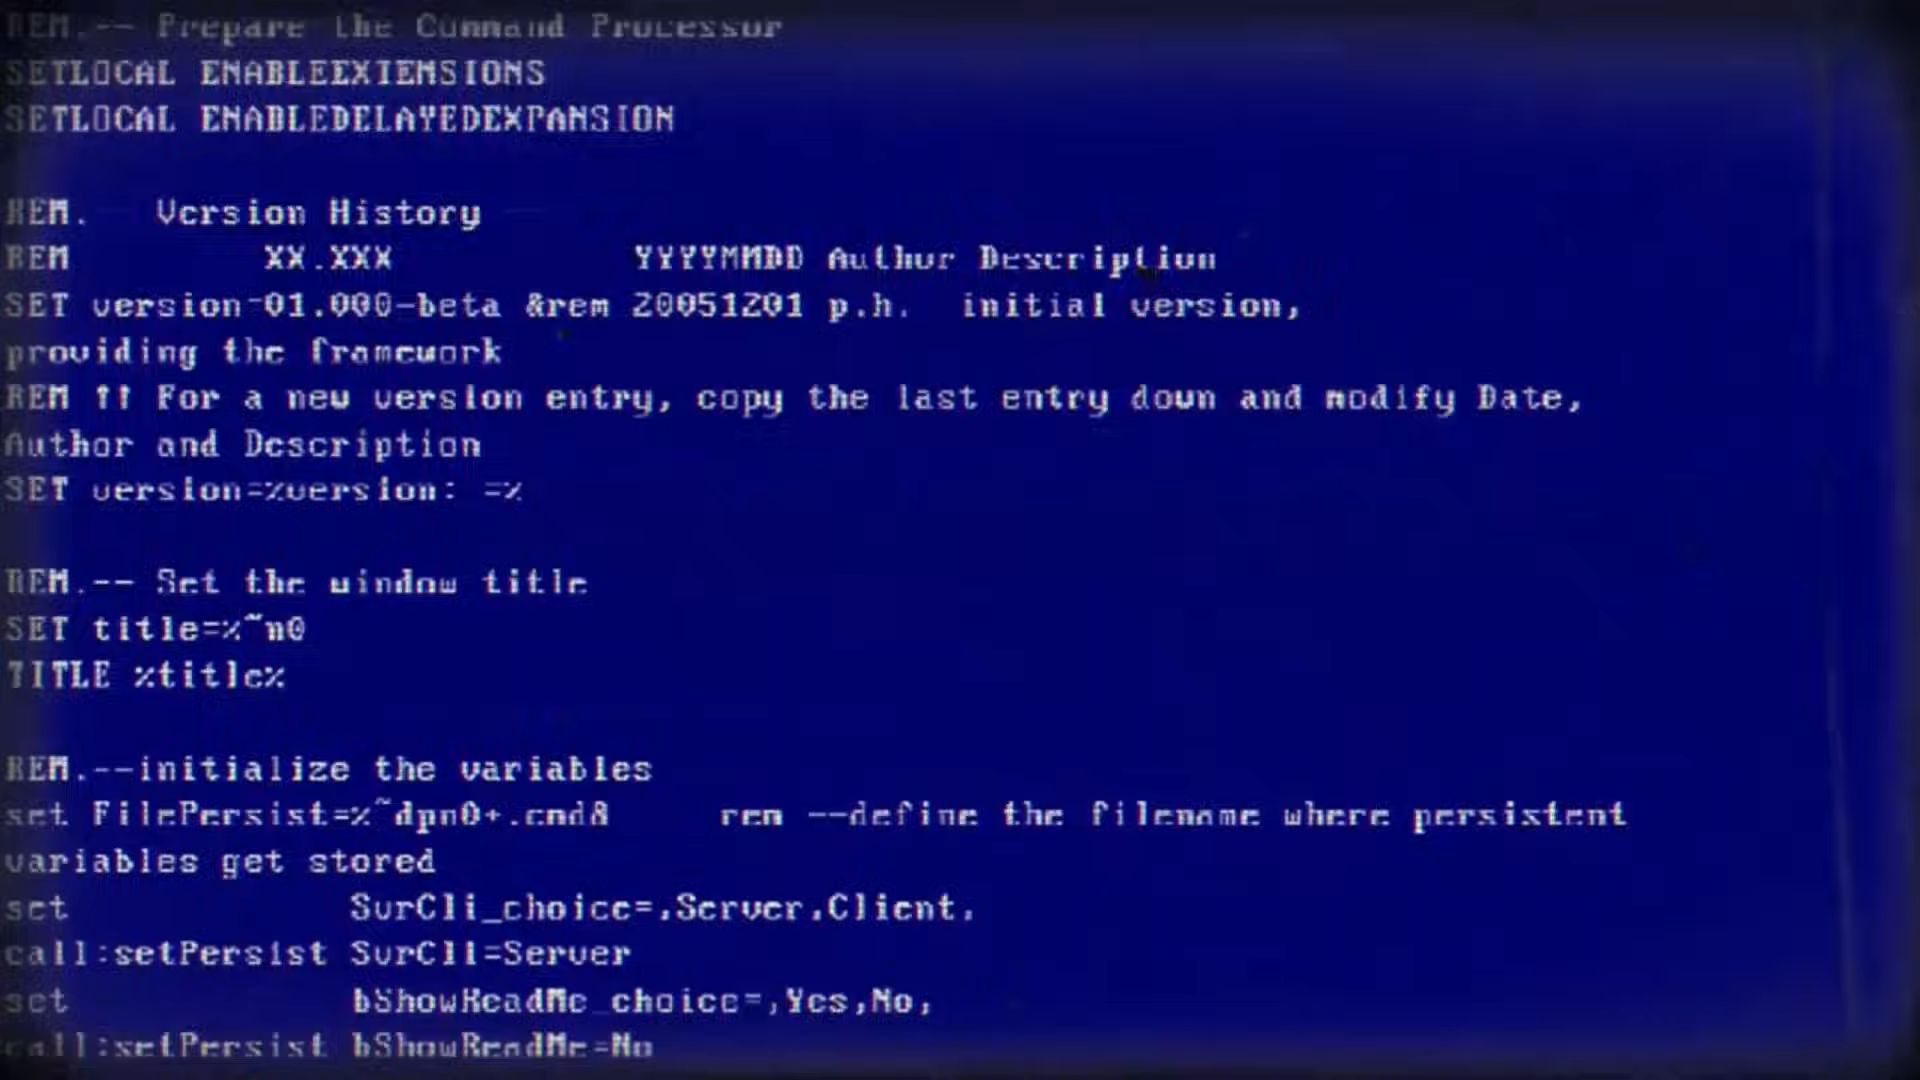 REM.-- Prepare the Command Processor
SETLOCAL ENABLEEXTENSIONS
SETLOCAL ENABLEDELAYEDEXPANSION
REM.   Version History
REM         XX.XXX           YYYYMMDD Author Description
SET version=01.000-beta &rem 20051201 p.h.  initial version,
providing the framework
REM !! For a new version entry, copy the last entry down and modify Date,
Author and Description
SET version=%version: =%
REM.-- Set the window title
SET title=%~n0
TITLE %title%
REM.--initialize the variables
set FilePersist=%~dpn0+.cmd&     rem --define the filename where persistent
variables get stored
set             SvrCli_choice=,Server,Client,
call:setPersist SvrCli=Server
set             bShowReadMe_choice=,Yes,No,
call:setPersist bShowReadMe=No